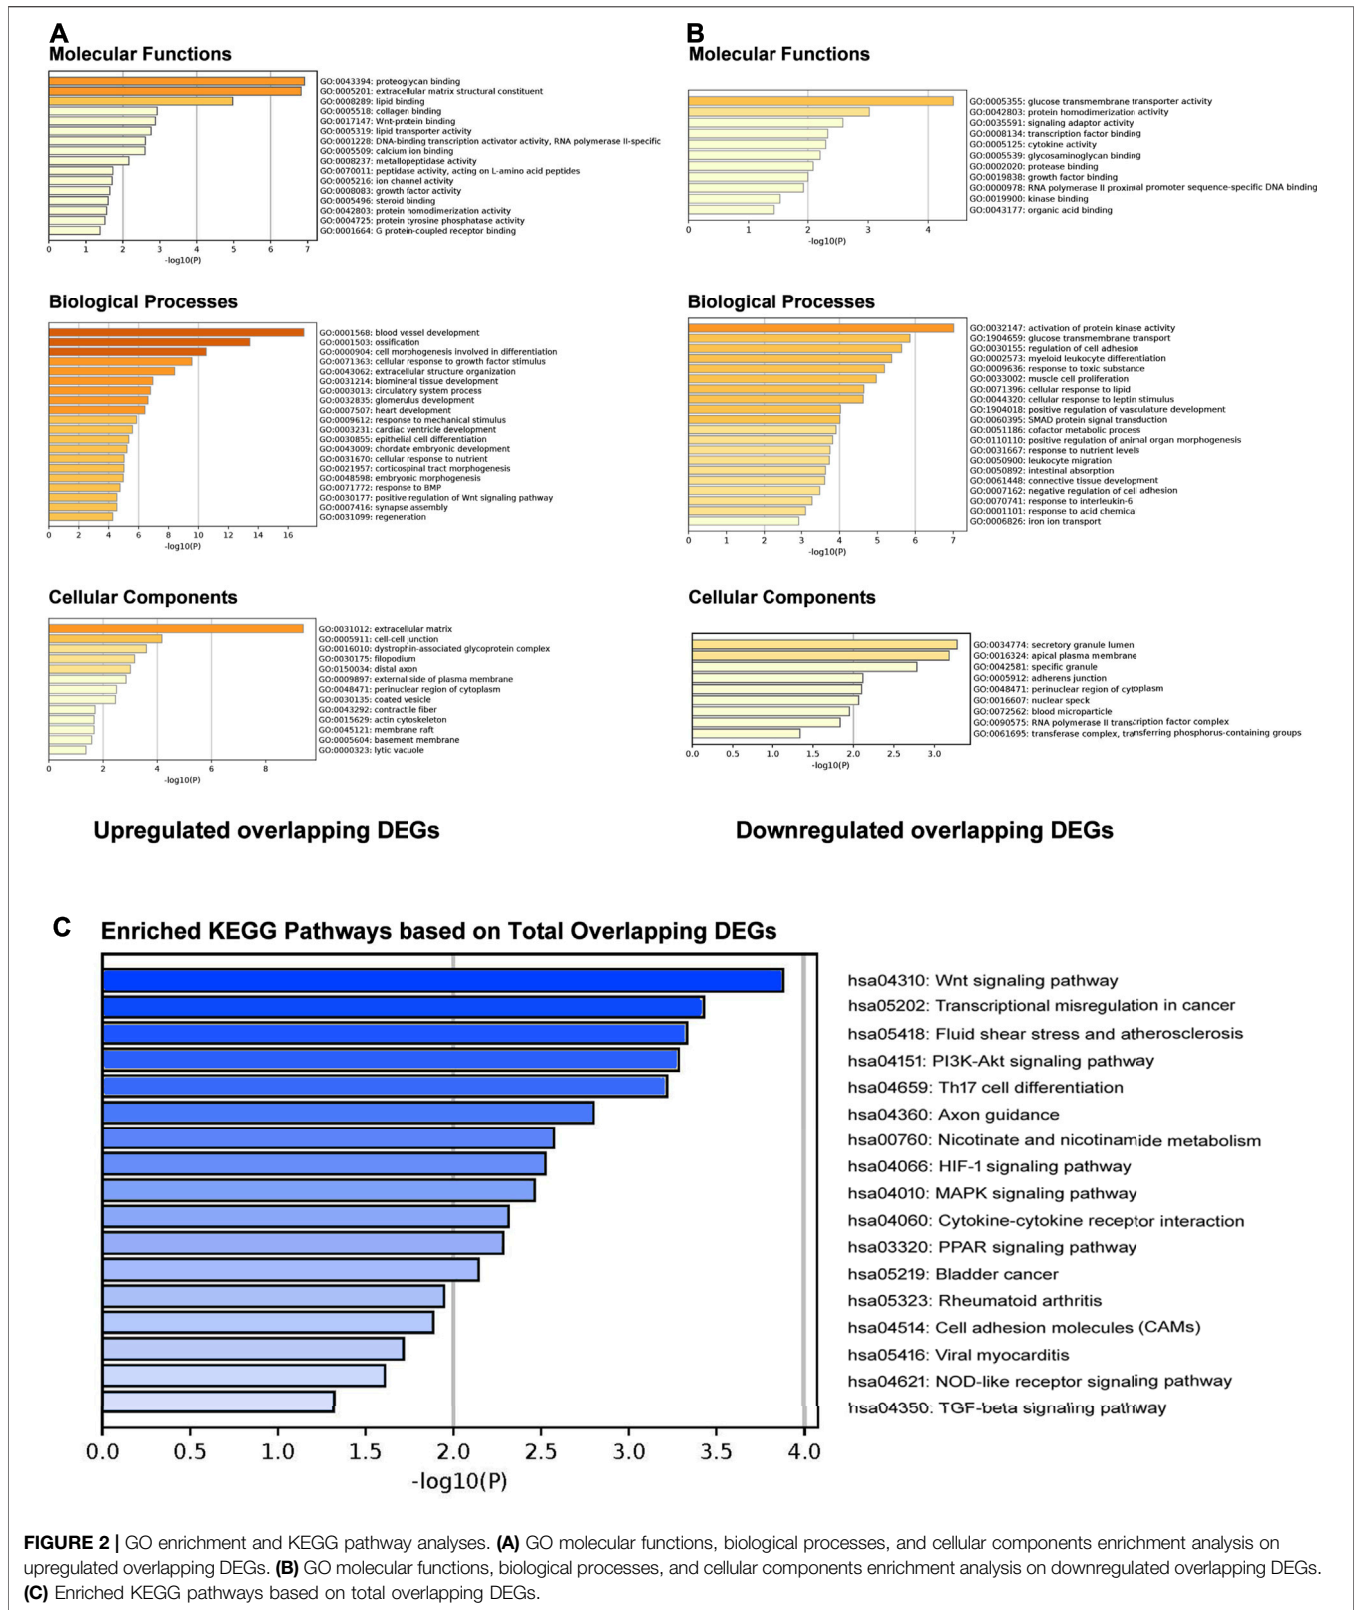 A
Molecular Functions
GO:0043394: proteoglycan binding
GO:0005201: extracellular matrix structural constituent
GO:0008289: lipid binding
GO:0005518: collagen binding
GO:0017147: Wnt-protein binding
GO:0005319: lipid transporter activity
GO:0001228: DNA-binding transcription activator activity, RNA polymerase II-specific
GO:0005509: calcium ion binding
GO:0008237: metallopeptidase activity
GO:0070011: peptidase activity, acting on L-amino acid peptides
GO:0005216: ion channel activity
GO:0008083: growth factor activity
GO:0005496: steroid binding
GO:0042803: protein homodimerization activity
GO:0004725: protein tyrosine phosphatase activity
GO:0001664: G protein-coupled receptor binding
0 1 2 3 4 5 6 7
-log10(P)
Biological Processes
GO:0001568: blood vessel development
GO:0001503: ossification
GO:0000904: cell morphogenesis involved in differentiation
GO:0071363: cellular response to growth factor stimulus
GO:0043062: extracellular structure organization
GO:0031214: biomineral tissue development
GO:0003013: circulatory system process
GO:0032835: glomerulus development
GO:0007507: heart development
GO:0009612: response to mechanical stimulus
GO:0003231: cardiac ventricle development
GO:0030855: epithelial cell differentiation
GO:0043009: chordate embryonic development
GO:0031670: cellular response to nutrient
GO:0021957: corticospinal tract morphogenesis
GO:0048598: embryonic morphogenesis
GO:0071772: response to BMP
GO:0030177: positive regulation of Wnt signaling pathway
GO:0007416: synapse assembly
GO:0031099: regeneration
0 2 4 6 8 10 12 14 16
-log10(P)
Cellular Components
GO:0031012: extracellular matrix
GO:0005911: cell-cell junction
GO:0016010: dystrophin-associated glycoprotein complex
GO:0030175: filopodium
GO:0150034: distal axon
GO:0009897: external side of plasma membrane
GO:0048471: perinuclear region of cytoplasm
GO:0030135: coated vesicle
GO:0043292: contractile fiber
GO:0015629: actin cytoskeleton
GO:0045121: membrane raft
GO:0005604: basement membrane
GO:0000323: lytic vacuole
0 2 4 6 8
-log10(P)
Upregulated overlapping DEGs
B
Molecular Functions
GO:0005355: glucose transmembrane transporter activity
GO:0042803: protein homodimerization activity
GO:0035591: signaling adaptor activity
GO:0008134: transcription factor binding
GO:0005125: cytokine activity
GO:0005539: glycosaminoglycan binding
GO:0002020: protease binding
GO:0019838: growth factor binding
GO:0000978: RNA polymerase II proximal promoter sequence-specific DNA binding
GO:0019900: kinase binding
GO:0043177: organic acid binding
0 1 2 3 4
-log10(P)
Biological Processes
GO:0032147: activation of protein kinase activity
GO:1904659: glucose transmembrane transport
GO:0030155: regulation of cell adhesion
GO:0002573: myeloid leukocyte differentiation
GO:0009636: response to toxic substance
GO:0033002: muscle cell proliferation
GO:0071396: cellular response to lipid
GO:0044320: cellular response to leptin stimulus
GO:1904018: positive regulation of vasculature development
GO:0060395: SMAD protein signal transduction
GO:0051186: cofactor metabolic process
GO:0110110: positive regulation of animal organ morphogenesis
GO:0031667: response to nutrient levels
GO:0050900: leukocyte migration
GO:0050892: intestinal absorption
GO:0061448: connective tissue development
GO:0007162: negative regulation of cell adhesion
GO:0070741: response to interleukin-6
GO:0001101: response to acid chemica
GO:0006826: iron ion transport
0 1 2 3 4 5 6 7
-log10(P)
Cellular Components
GO:0034774: secretory granule lumen
GO:0016324: apical plasma membrane
GO:0042581: specific granule
GO:0005912: adherens junction
GO:0048471: perinuclear region of cytoplasm
GO:0016607: nuclear speck
GO:0072562: blood microparticle
GO:0090575: RNA polymerase II transcription factor complex
GO:0061695: transferase complex, transferring phosphorus-containing groups
0.0 0.5 1.0 1.5 2.0 2.5 3.0
-log10(P)
Downregulated overlapping DEGs
C
Enriched KEGG Pathways based on Total Overlapping DEGs
hsa04310: Wnt signaling pathway
hsa05202: Transcriptional misregulation in cancer
hsa05418: Fluid shear stress and atherosclerosis
hsa04151: PI3K-Akt signaling pathway
hsa04659: Th17 cell differentiation
hsa04360: Axon guidance
hsa00760: Nicotinate and nicotinamide metabolism
hsa04066: HIF-1 signaling pathway
hsa04010: MAPK signaling pathway
hsa04060: Cytokine-cytokine receptor interaction
hsa03320: PPAR signaling pathway
hsa05219: Bladder cancer
hsa05323: Rheumatoid arthritis
hsa04514: Cell adhesion molecules (CAMs)
hsa05416: Viral myocarditis
hsa04621: NOD-like receptor signaling pathway
hsa04350: TGF-beta signaling pathway
0.0 0.5 1.0 1.5 2.0 2.5 3.0 3.5 4.0
-log10(P)
FIGURE 2 | GO enrichment and KEGG pathway analyses. (A) GO molecular functions, biological processes, and cellular components enrichment analysis on
upregulated overlapping DEGs. (B) GO molecular functions, biological processes, and cellular components enrichment analysis on downregulated overlapping DEGs.
(C) Enriched KEGG pathways based on total overlapping DEGs.